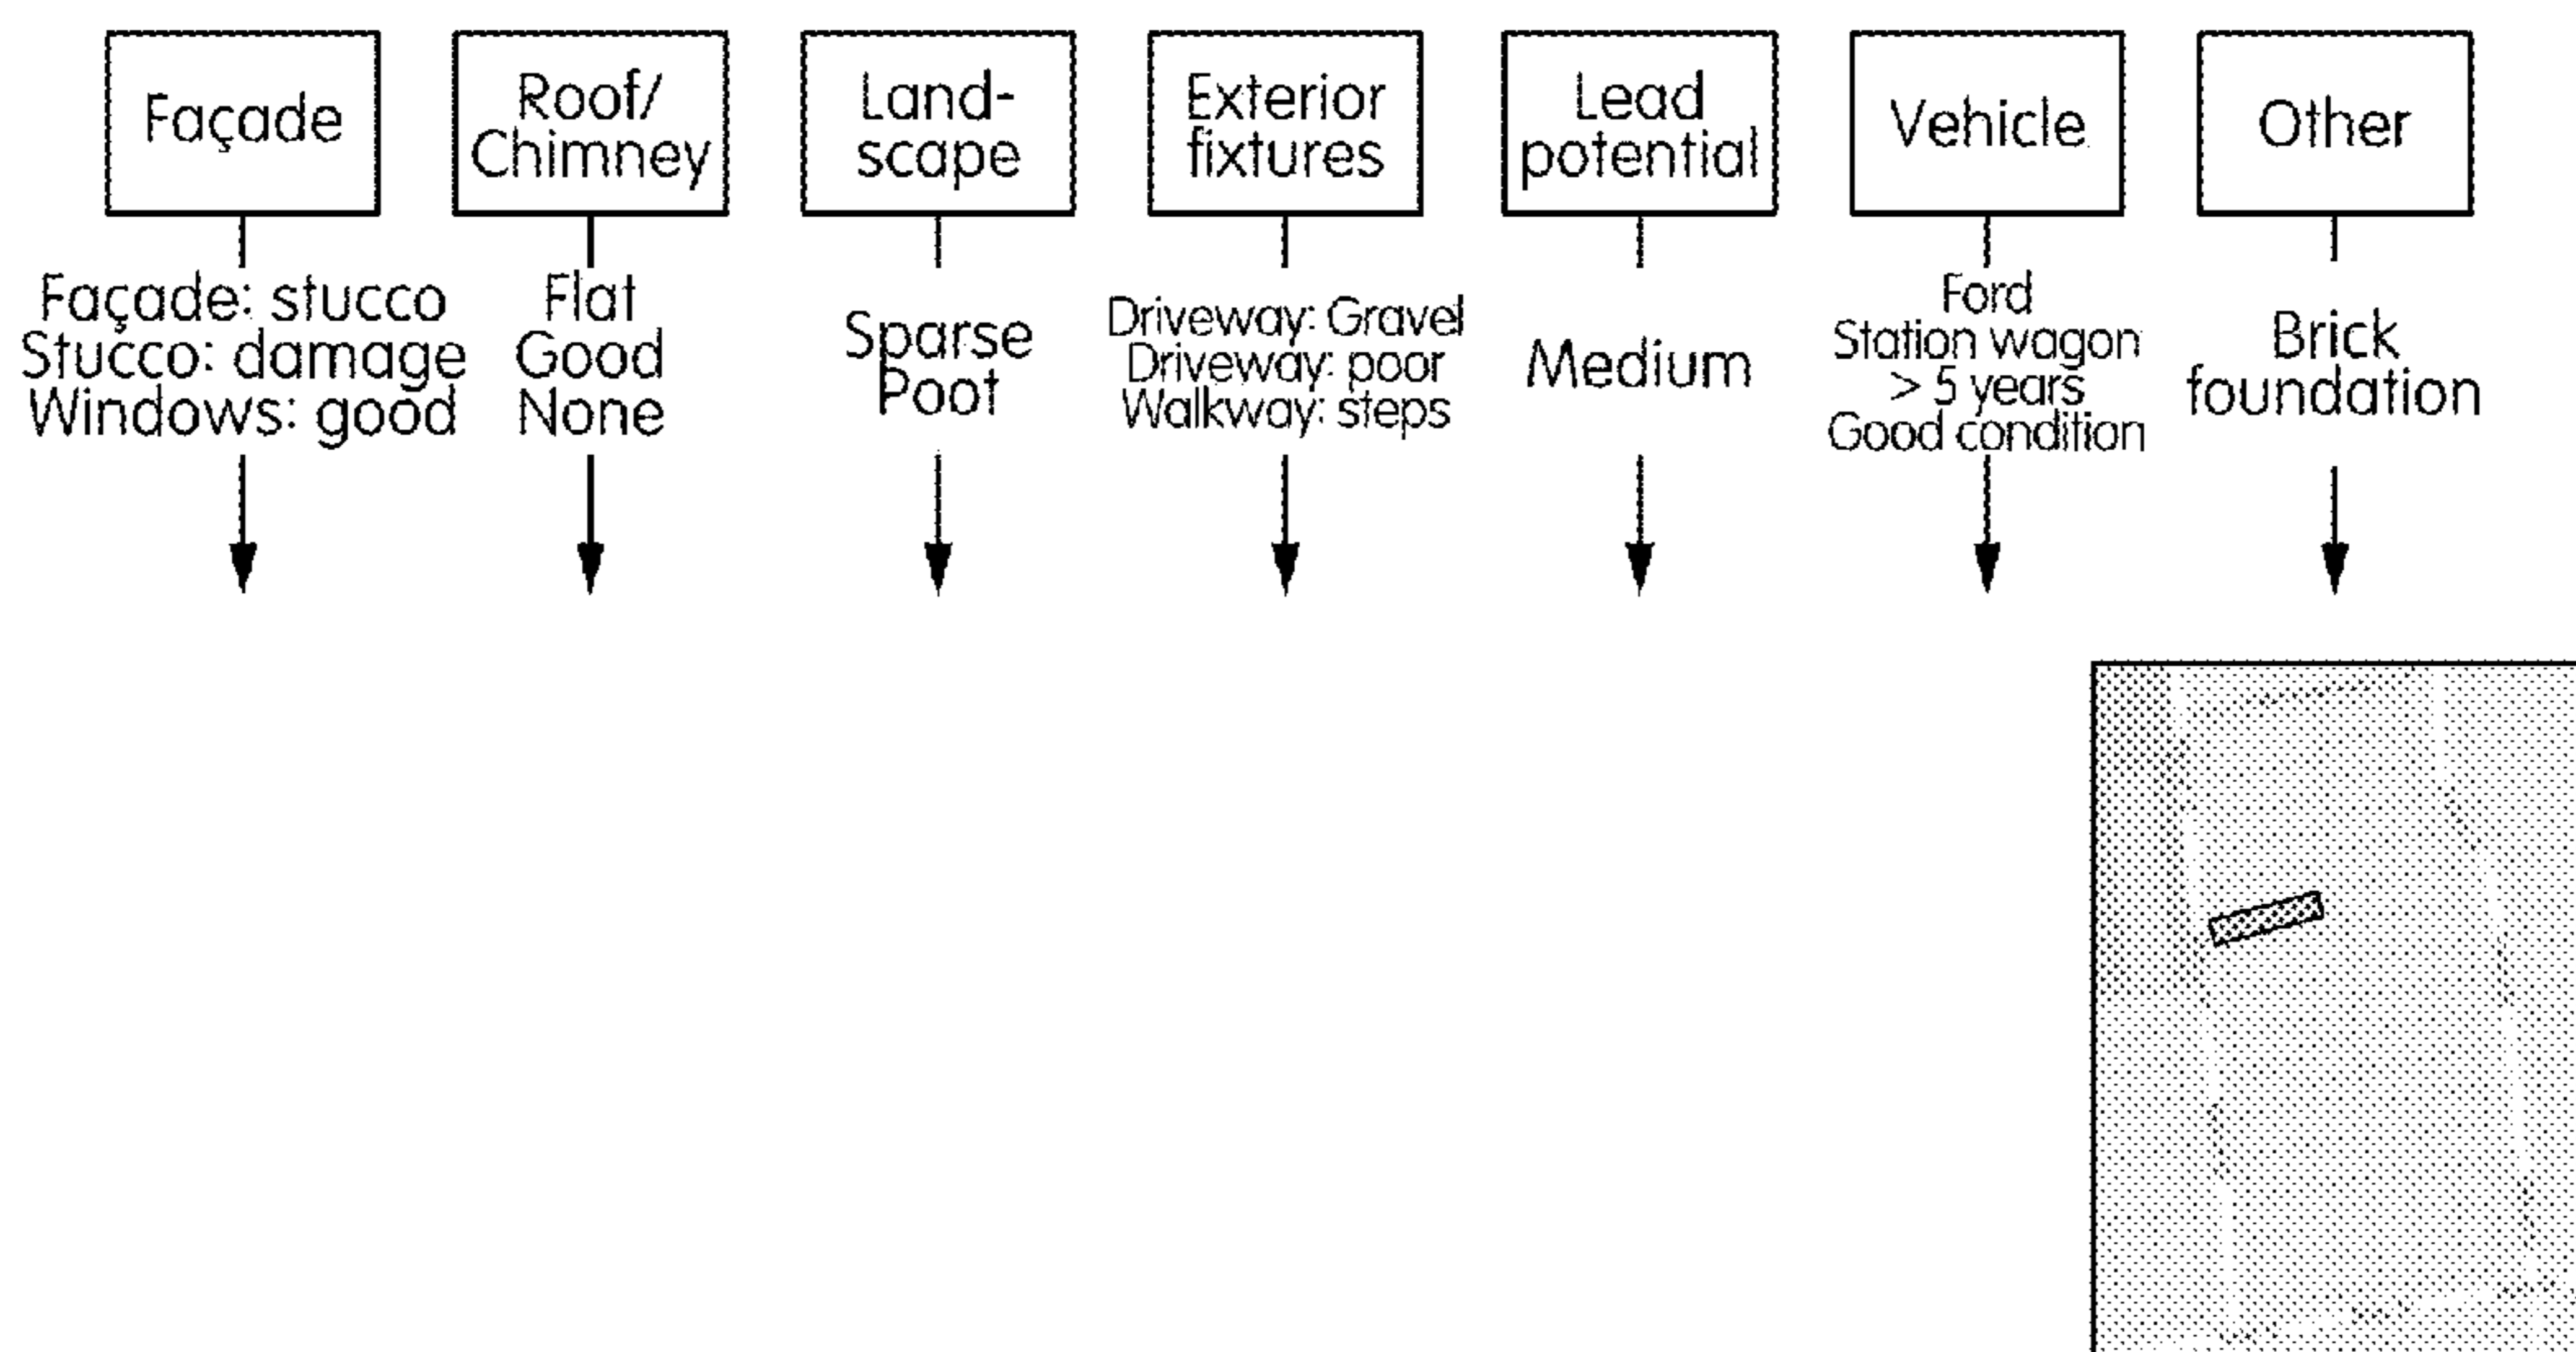 Façade
Roof/
Chimney
Land-
scape
Exterior
fixtures
Lead
potential
Vehicle
Other
Façade: stucco
Stucco: damage
Windows: good
Flat
Good
None
Sparse
Poot
Driveway: Gravel
Driveway: poor
Walkway: steps
Medium
Ford
Station wagon
> 5 years
Good condition
Brick
foundation